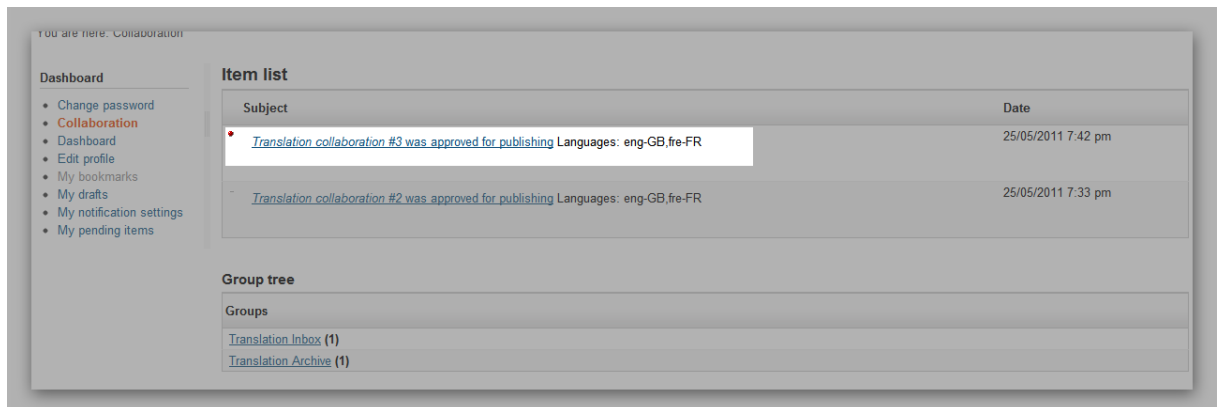 You are here: Collaboration
Dashboard
Change password
Collaboration
Dashboard
Edit profile
My bookmarks
My drafts
My notification settings
My pending items
Item list
Subject Date
Translation collaboration #3 was approved for publishing Languages: eng-GB,fre-FR 25/05/2011 7:42 pm
Translation collaboration #2 was approved for publishing Languages: eng-GB,fre-FR 25/05/2011 7:33 pm
Group tree
Groups
Translation Inbox (1)
Translation Archive (1)